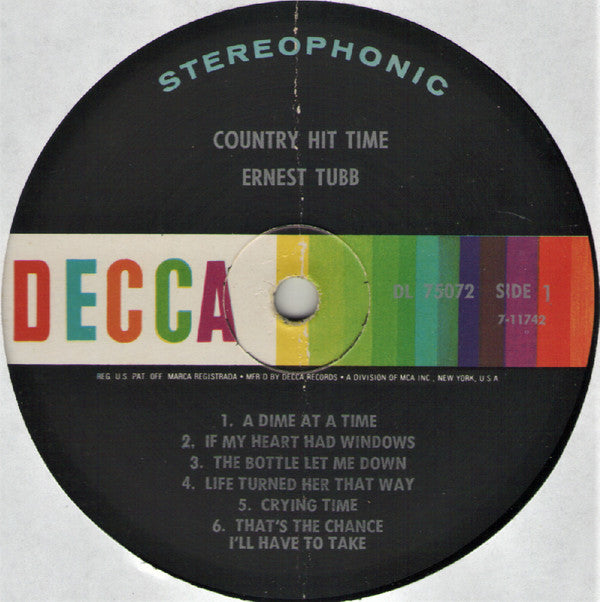 STEREOPHONIC
COUNTRY HIT TIME
ERNEST TUBB
DECCA
DL 75072 SIDE 1
7-11742
REG. U.S. PAT. OFF. MARCA REGISTRADA • MFR'D BY DECCA RECORDS • A DIVISION OF MCA INC., NEW YORK, U.S.A.
1. A DIME AT A TIME
2. IF MY HEART HAD WINDOWS
3. THE BOTTLE LET ME DOWN
4. LIFE TURNED HER THAT WAY
5. CRYING TIME
6. THAT'S THE CHANCE
I'LL HAVE TO TAKE